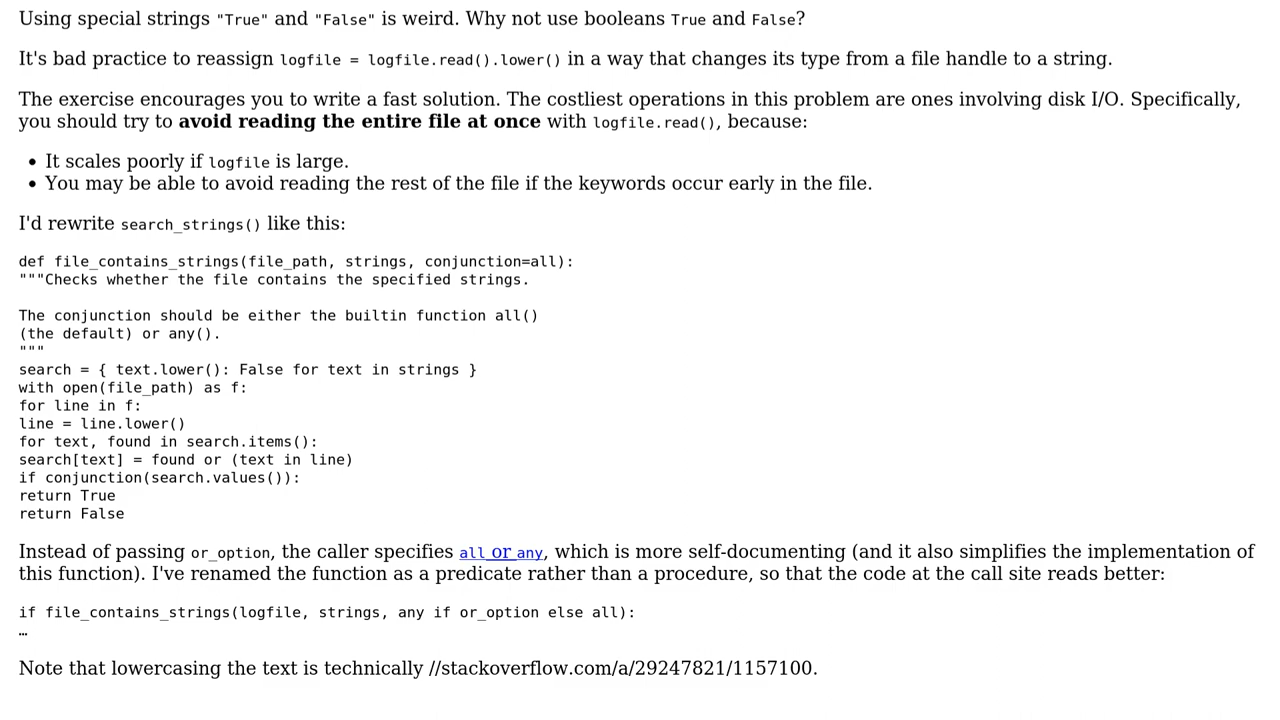 Using special strings "True" and "False" is weird. Why not use booleans True and False?
It's bad practice to reassign logfile = logfile.read().lower() in a way that changes its type from a file handle to a string.
The exercise encourages you to write a fast solution. The costliest operations in this problem are ones involving disk I/O. Specifically,
you should try to avoid reading the entire file at once with logfile.read(), because:
• It scales poorly if logfile is large.
• You may be able to avoid reading the rest of the file if the keywords occur early in the file.
I'd rewrite search_strings() like this:
def file_contains_strings(file_path, strings, conjunction=all):
"""Checks whether the file contains the specified strings.
The conjunction should be either the builtin function all()
(the default) or any().
"""
search = { text.lower(): False for text in strings }
with open(file_path) as f:
for line in f:
line = line.lower()
for text, found in search.items():
search[text] = found or (text in line)
if conjunction(search.values()):
return True
return False
Instead of passing or_option, the caller specifies all or any, which is more self-documenting (and it also simplifies the implementation of
this function). I've renamed the function as a predicate rather than a procedure, so that the code at the call site reads better:
if file_contains_strings(logfile, strings, any if or_option else all):
…
Note that lowercasing the text is technically //stackoverflow.com/a/29247821/1157100.